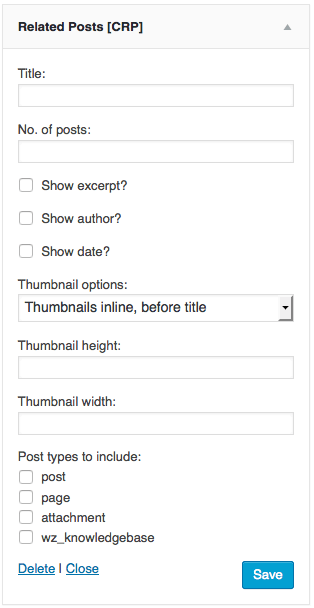 Related Posts [CRP]
Title:
No. of posts:
Show excerpt?
Show author?
Show date?
Thumbnail options:
Thumbnails inline, before title
Thumbnail height:
Thumbnail width:
Post types to include:
post
page
attachment
wz_knowledgebase
Delete | Close Save